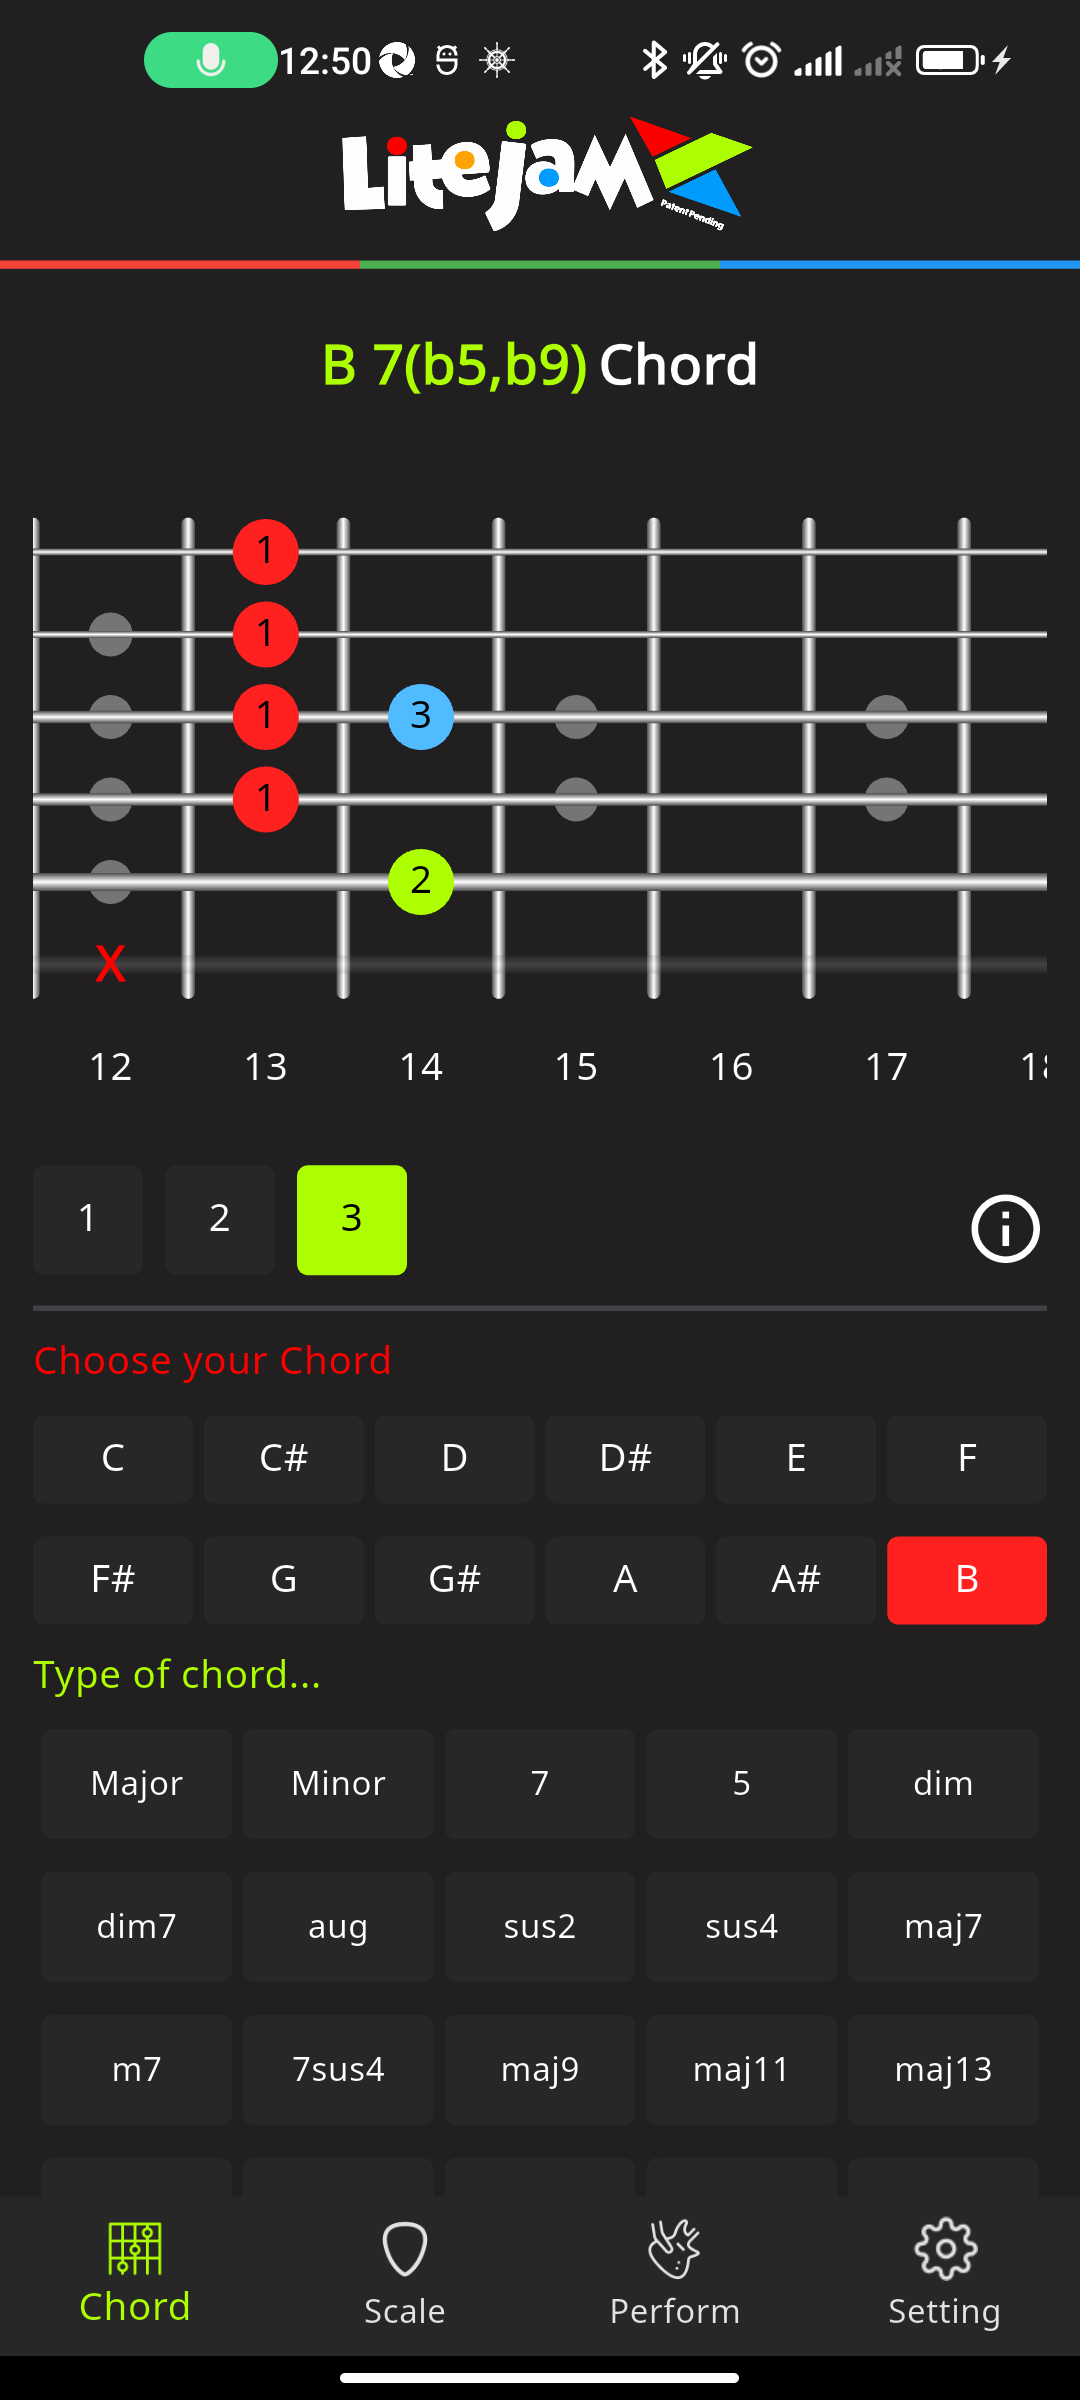 12:50
Litejam
Patent Pending
B 7(b5,b9) Chord
1
1
1 3
1
2
X
12 13 14 15 16 17
1 2 3
Choose your Chord
C C# D D# E F
F# G G# A A# B
Type of chord...
Major Minor 7 5 dim
dim7 aug sus2 sus4 maj7
m7 7sus4 maj9 maj11 maj13
Chord Scale Perform Setting